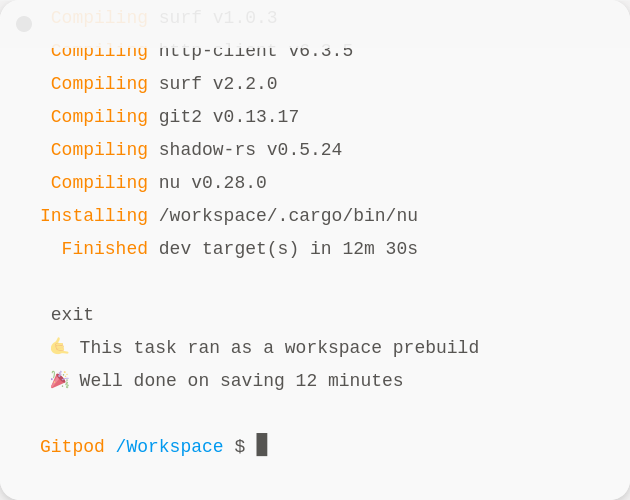 Compiling surf v1.0.3
Compiling http-client v6.3.5
Compiling surf v2.2.0
Compiling git2 v0.13.17
Compiling shadow-rs v0.5.24
Compiling nu v0.28.0
Installing /workspace/.cargo/bin/nu
Finished dev target(s) in 12m 30s
exit
🤙 This task ran as a workspace prebuild
🎉 Well done on saving 12 minutes
Gitpod /Workspace $